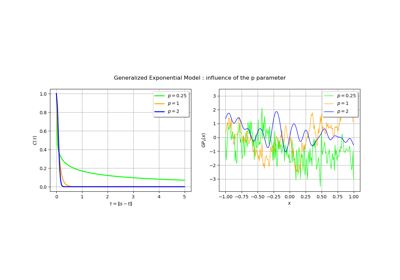 Generalized Exponential Model : influence of the p parameter
1.0
0.8
0.6
0.4
0.2
0.0
C(τ)
p = 0.25
p = 1
p = 2
0
1
2
3
4
5
τ = ||s − t||
3
2
1
0
−1
−2
−3
p = 0.25
p = 1
p = 2
−1.00 −0.75 −0.50 −0.25 0.00 0.25 0.50 0.75 1.00
x